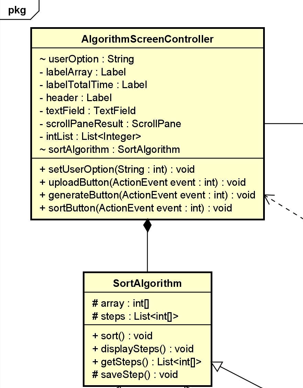 pkg
AlgorithmScreenController
~ userOption : String
- labelArray : Label
- labelTotalTime : Label
- header : Label
- textField : TextField
- scrollPaneResult : ScrollPane
- intList : List<Integer>
~ sortAlgorithm : SortAlgorithm
+ setUserOption(String : int) : void
+ uploadButton(ActionEvent event : int) : void
+ generateButton(ActionEvent event : int) : void
+ sortButton(ActionEvent event : int) : void
SortAlgorithm
# array : int[]
# steps : List<int[]>
+ sort() : void
+ displaySteps() : void
+ getSteps() : List<int[]>
# saveStep() : void